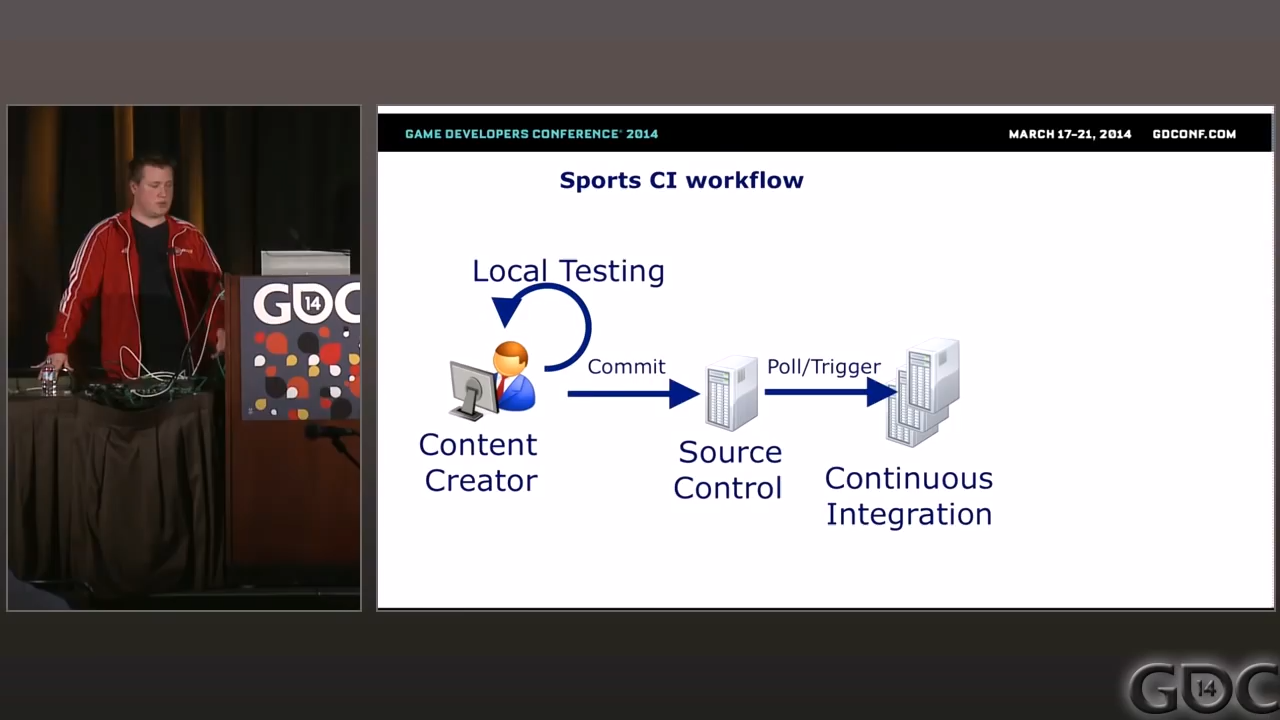 GAME DEVELOPERS CONFERENCE® 2014
MARCH 17-21, 2014 GDCONF.COM
Sports CI workflow
Local Testing
Commit
Poll/Trigger
Content
Creator
Source
Control
Continuous
Integration
GDC
14
GDC
14